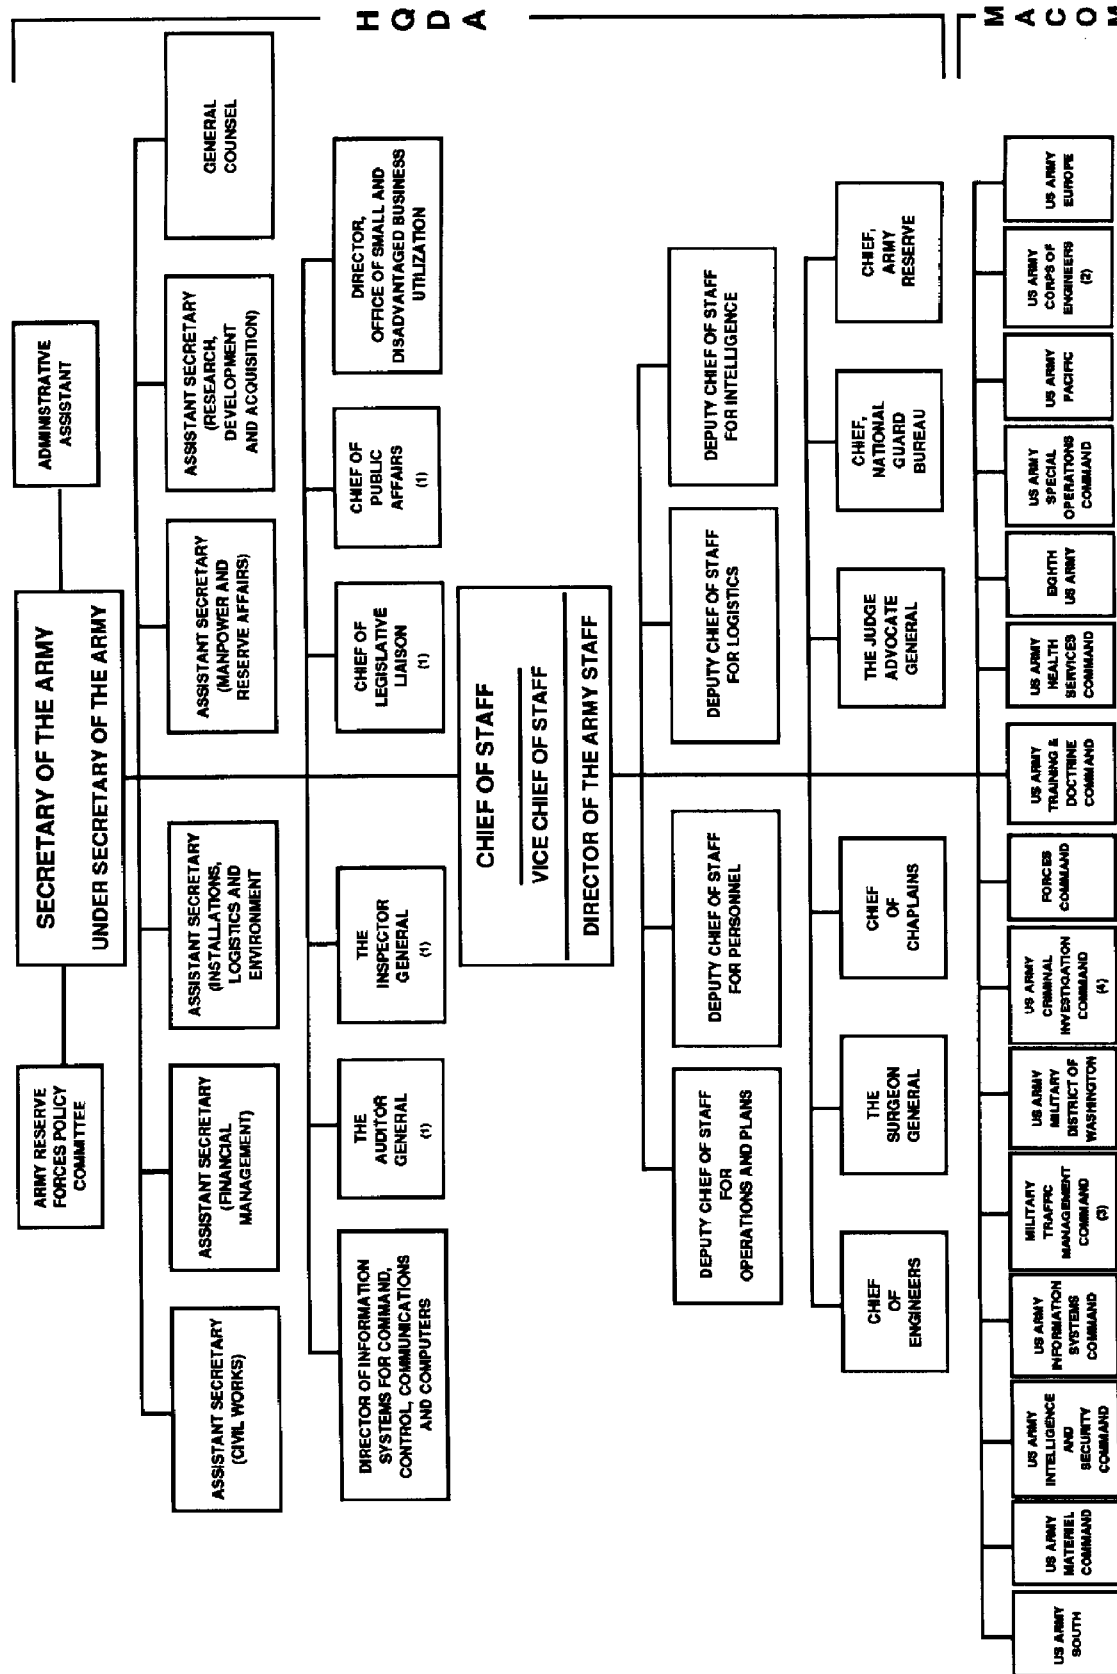 H
Q
D
A
M
A
C
O
M
ARMY RESERVE
FORCES POLICY
COMMITTEE
SECRETARY OF THE ARMY
UNDER SECRETARY OF THE ARMY
ADMINISTRATIVE
ASSISTANT
ASSISTANT SECRETARY
(CIVIL WORKS)
ASSISTANT SECRETARY
(FINANCIAL
MANAGEMENT)
ASSISTANT SECRETARY
(INSTALLATIONS,
LOGISTICS AND
ENVIRONMENT
ASSISTANT SECRETARY
(MANPOWER AND
RESERVE AFFAIRS)
ASSISTANT SECRETARY
(RESEARCH,
DEVELOPMENT
AND ACQUISITION)
GENERAL
COUNSEL
DIRECTOR OF INFORMATION
SYSTEMS FOR COMMAND,
CONTROL, COMMUNICATIONS
AND COMPUTERS
THE
AUDITOR
GENERAL
(1)
THE
INSPECTOR
GENERAL
(1)
CHIEF OF
LEGISLATIVE
LIAISON
(1)
CHIEF OF
PUBLIC
AFFAIRS
(1)
DIRECTOR,
OFFICE OF SMALL AND
DISADVANTAGED BUSINESS
UTILIZATION
CHIEF OF STAFF
VICE CHIEF OF STAFF
DIRECTOR OF THE ARMY STAFF
DEPUTY CHIEF OF STAFF
FOR
OPERATIONS AND PLANS
DEPUTY CHIEF OF STAFF
FOR PERSONNEL
DEPUTY CHIEF OF STAFF
FOR LOGISTICS
DEPUTY CHIEF OF STAFF
FOR INTELLIGENCE
CHIEF
OF
ENGINEERS
THE
SURGEON
GENERAL
CHIEF
OF
CHAPLAINS
THE JUDGE
ADVOCATE
GENERAL
CHIEF,
NATIONAL
GUARD
BUREAU
CHIEF,
ARMY
RESERVE
US ARMY
SOUTH
US ARMY
MATERIEL
COMMAND
US ARMY
INTELLIGENCE
AND
SECURITY
COMMAND
US ARMY
INFORMATION
SYSTEMS
COMMAND
MILITARY
TRAFFIC
MANAGEMENT
COMMAND
(3)
US ARMY
MILITARY
DISTRICT OF
WASHINGTON
US ARMY
CRIMINAL
INVESTIGATION
COMMAND
(4)
FORCES
COMMAND
US ARMY
TRAINING &
DOCTRINE
COMMAND
US ARMY
HEALTH
SERVICES
COMMAND
EIGHTH
US ARMY
US ARMY
SPECIAL
OPERATIONS
COMMAND
US ARMY
PACIFIC
US ARMY
CORPS OF
ENGINEERS
(2)
US ARMY
EUROPE